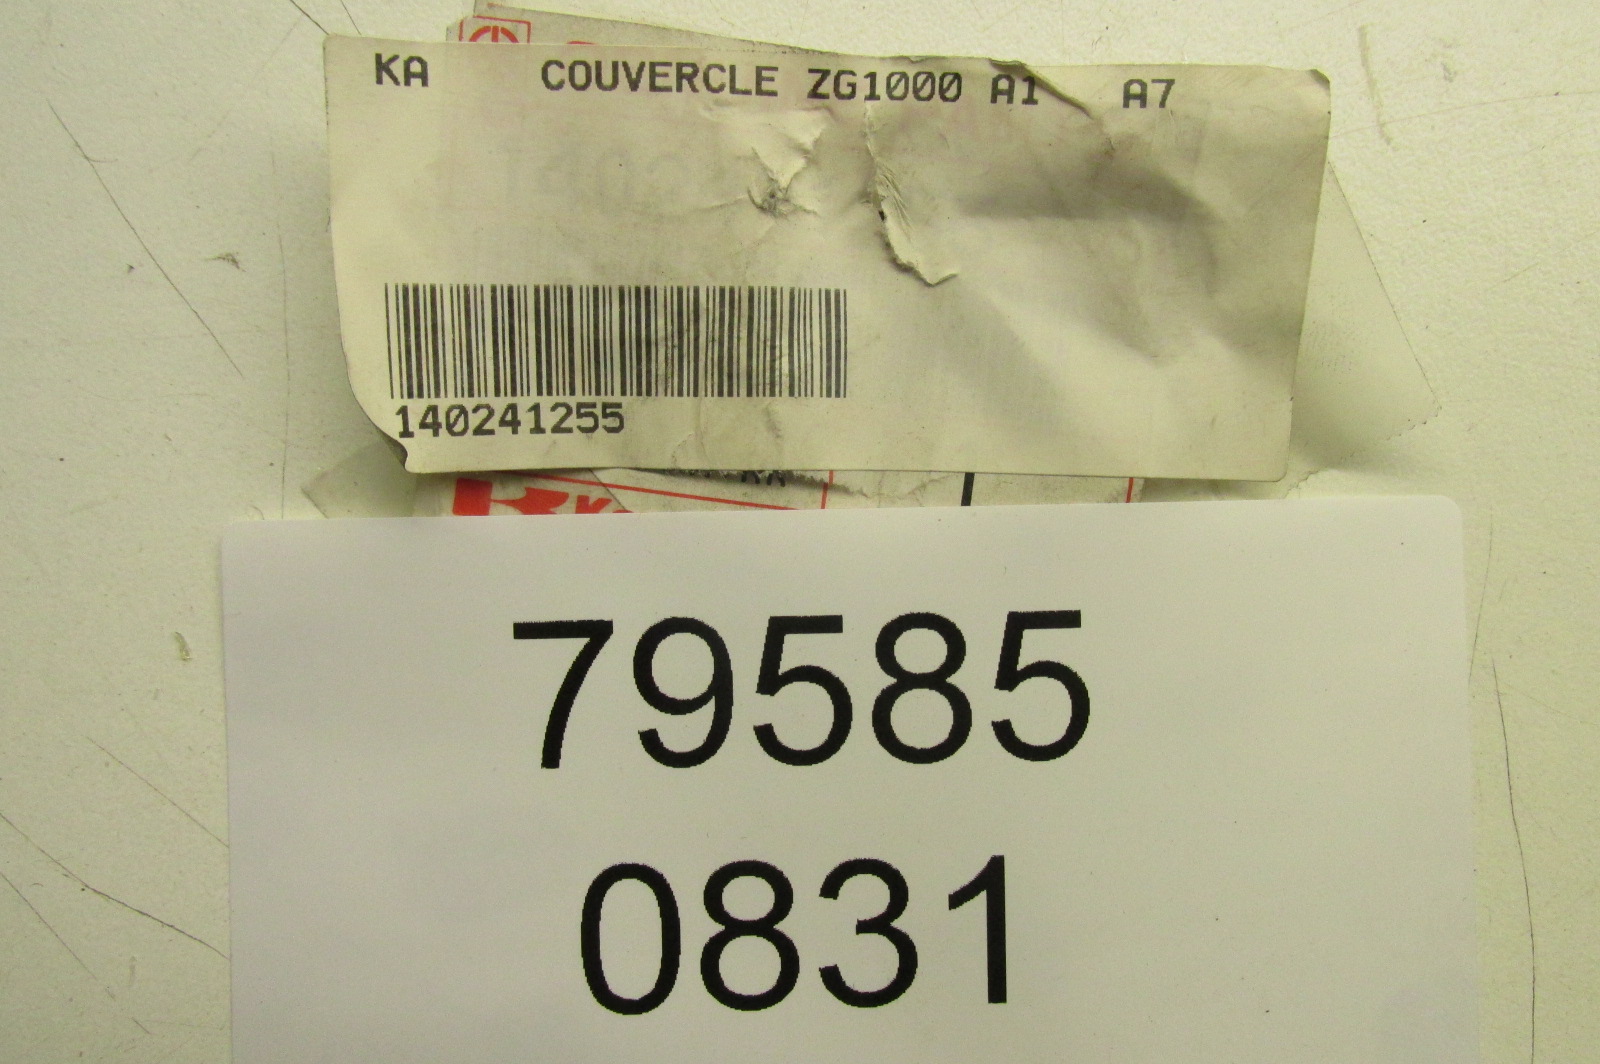 KA COUVERCLE ZG1000 A1 A7
140241255
79585
0831